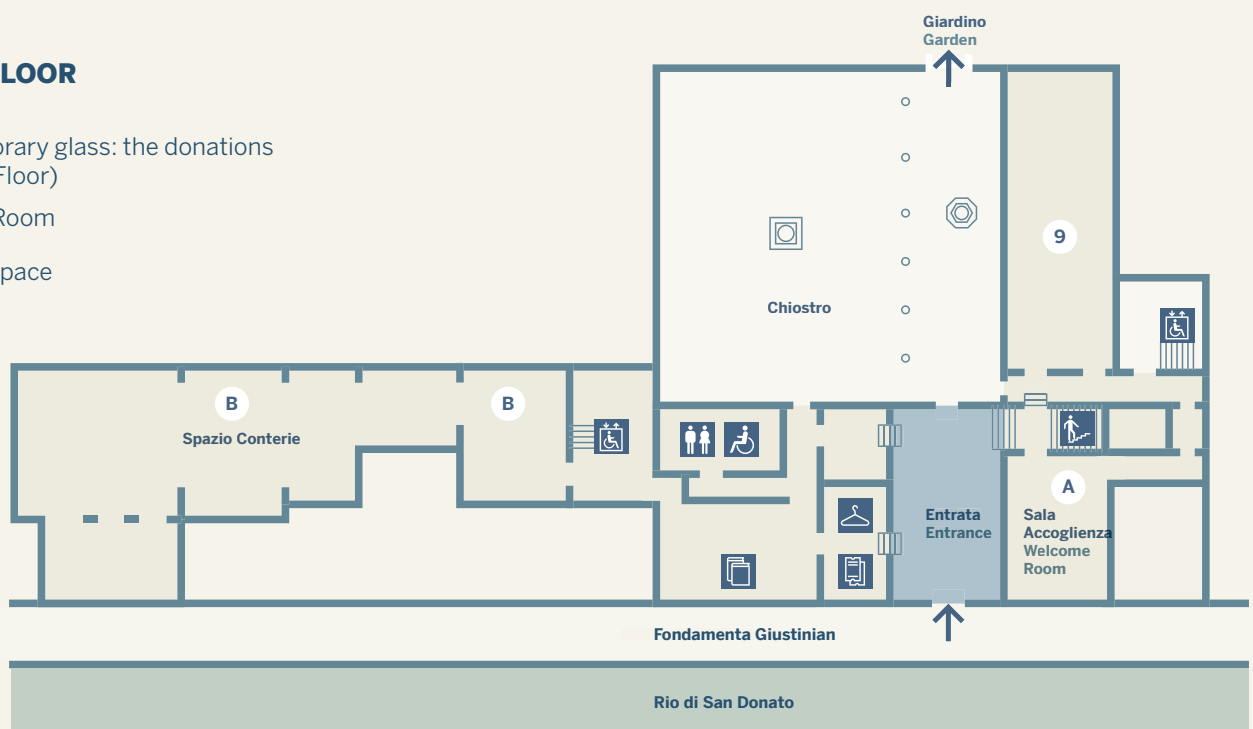 Giardino
Garden
LOOR
orary glass: the donations
Floor)
Room
pace
9
Chiostro
B
B
Spazio Conterie
A
Entrata
Entrance
Sala
Accoglienza
Welcome
Room
Fondamenta Giustinian
Rio di San Donato